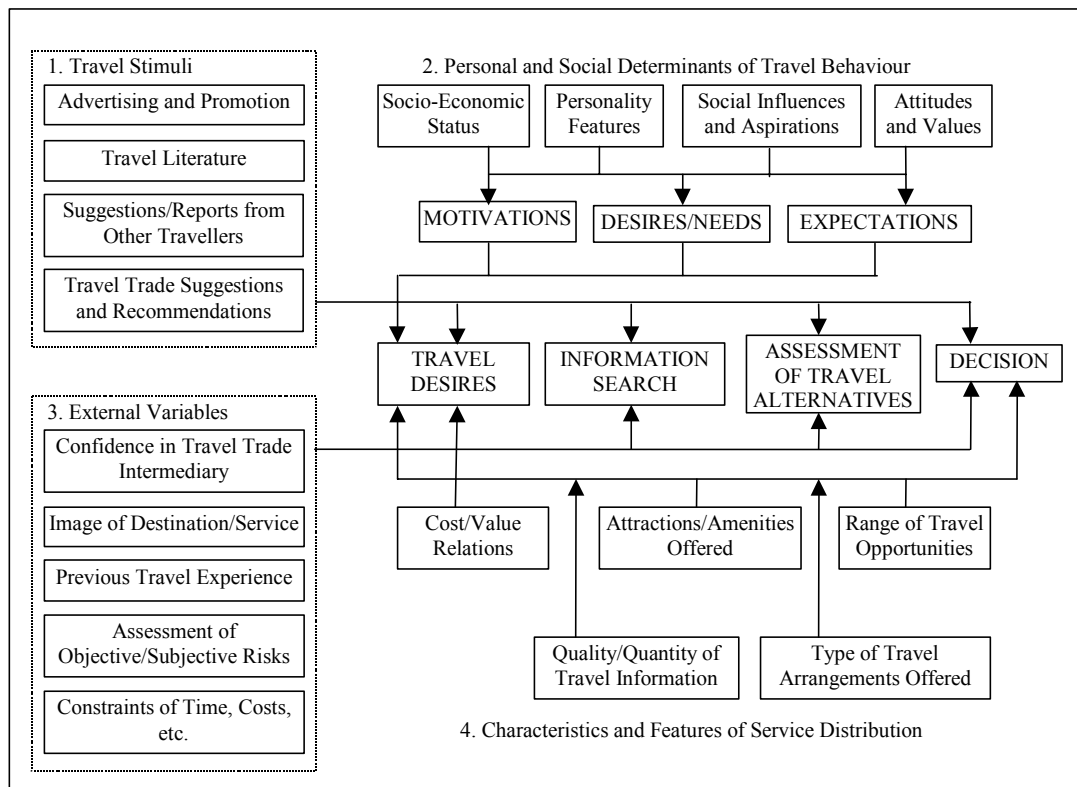 1. Travel Stimuli
Advertising and Promotion
Travel Literature
Suggestions/Reports from
Other Travellers
Travel Trade Suggestions
and Recommendations
2. Personal and Social Determinants of Travel Behaviour
Socio-Economic
Status
Personality
Features
Social Influences
and Aspirations
Attitudes
and Values
MOTIVATIONS
DESIRES/NEEDS
EXPECTATIONS
TRAVEL
DESIRES
INFORMATION
SEARCH
ASSESSMENT
OF TRAVEL
ALTERNATIVES
DECISION
3. External Variables
Confidence in Travel Trade
Intermediary
Image of Destination/Service
Previous Travel Experience
Assessment of
Objective/Subjective Risks
Constraints of Time, Costs,
etc.
Cost/Value
Relations
Attractions/Amenities
Offered
Range of Travel
Opportunities
Quality/Quantity of
Travel Information
Type of Travel
Arrangements Offered
4. Characteristics and Features of Service Distribution